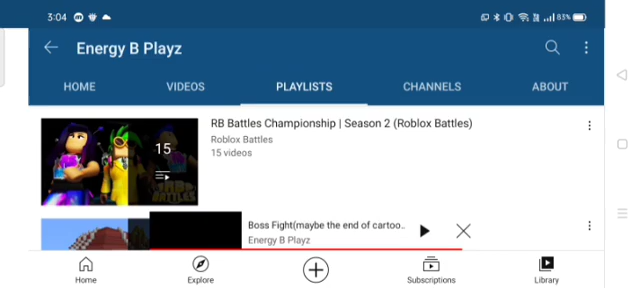 3:04
83%
Energy B Playz
HOME VIDEOS PLAYLISTS CHANNELS ABOUT
15
RB Battles Championship | Season 2 (Roblox Battles)
Roblox Battles
15 videos
Boss Fight(maybe the end of cartoo..
Energy B Playz
Home Explore Subscriptions Library